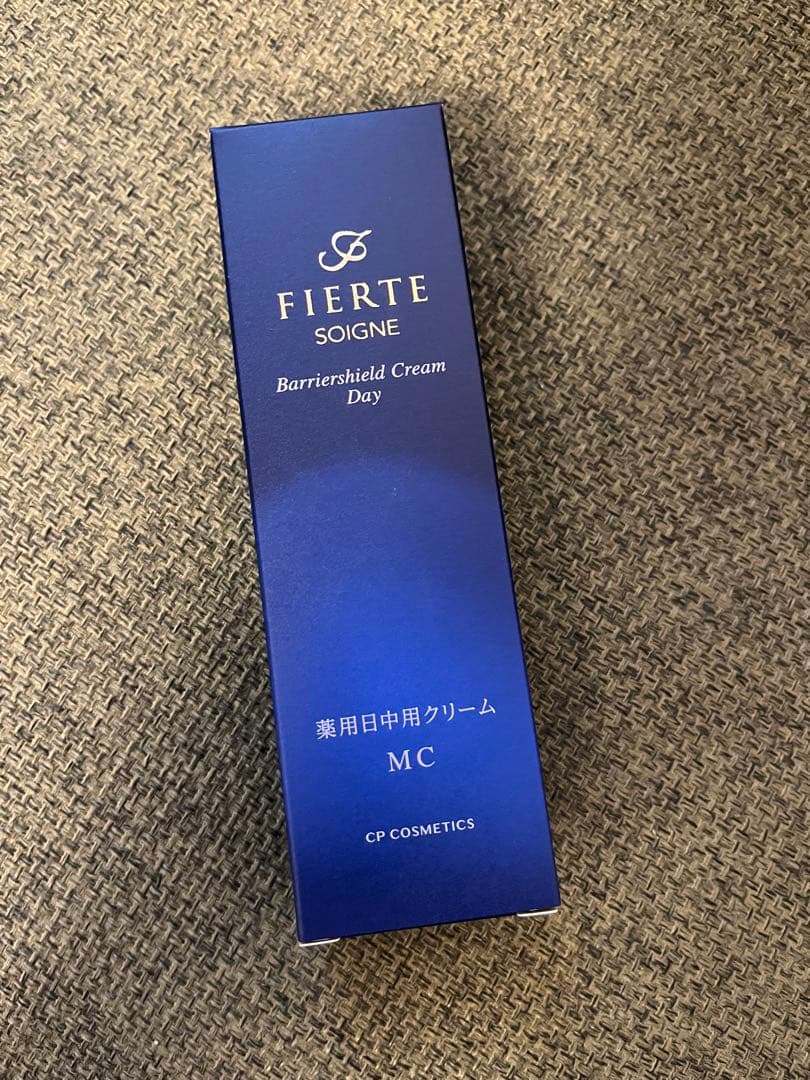 FIERTE
SOIGNE
Barriershield Cream
Day
薬用日中用クリーム
MC
CP COSMETICS